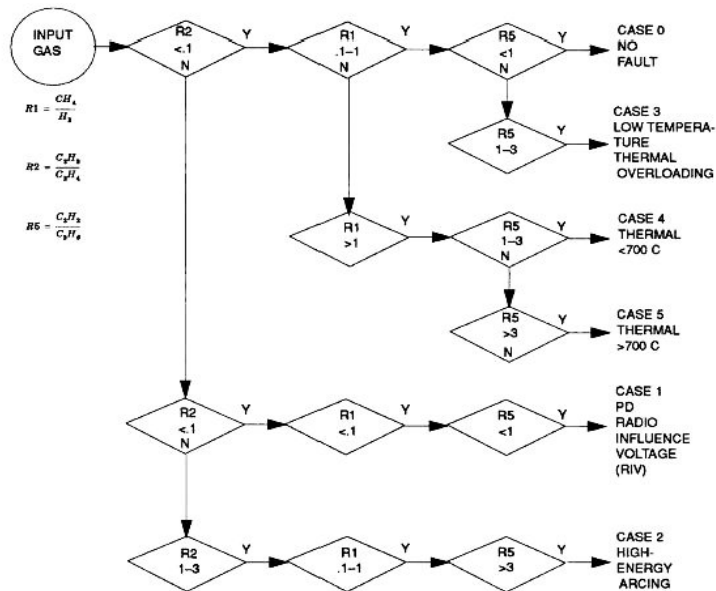 INPUT
GAS
R2
<.1
N
Y
R1
.1–1
N
Y
R5
<1
N
Y
CASE 0
NO
FAULT
R1 = CH₄ / H₂
R2 = C₂H₂ / C₂H₄
R5 = C₂H₂ / C₂H₆
R5
1–3
Y
CASE 3
LOW TEMPERA-
TURE
THERMAL
OVERLOADING
R1
>1
Y
R5
1–3
N
Y
CASE 4
THERMAL
<700 C
R5
>3
N
Y
CASE 5
THERMAL
>700 C
R2
<.1
N
Y
R1
<.1
Y
R5
<1
Y
CASE 1
PD
RADIO
INFLUENCE
VOLTAGE
(RIV)
R2
1–3
Y
R1
.1–1
Y
R5
>3
Y
CASE 2
HIGH-
ENERGY
ARCING